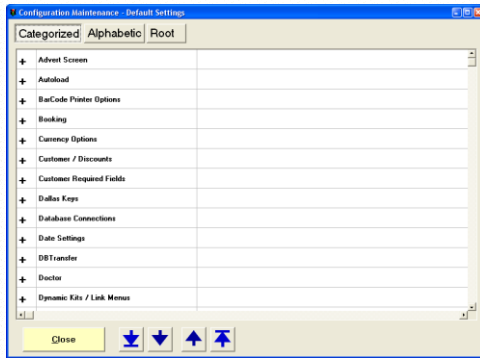 Configuration Maintenance - Default Settings
Categorized Alphabetic Root
Advert Screen
Autoload
BarCode Printer Options
Booking
Currency Options
Customer / Discounts
Customer Required Fields
Dallas Keys
Database Connections
Date Settings
DBTransfer
Doctor
Dynamic Kits / Link Menus
Close